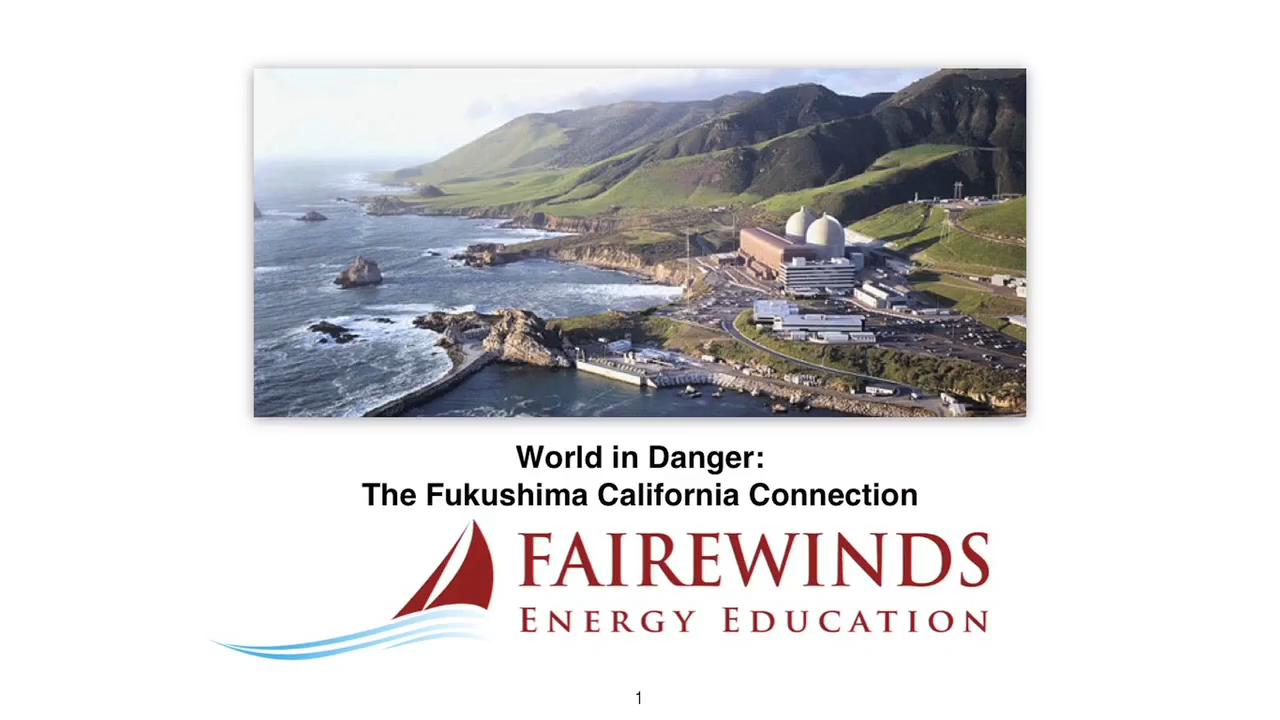 World in Danger:
The Fukushima California Connection
FAIREWINDS
ENERGY EDUCATION
1